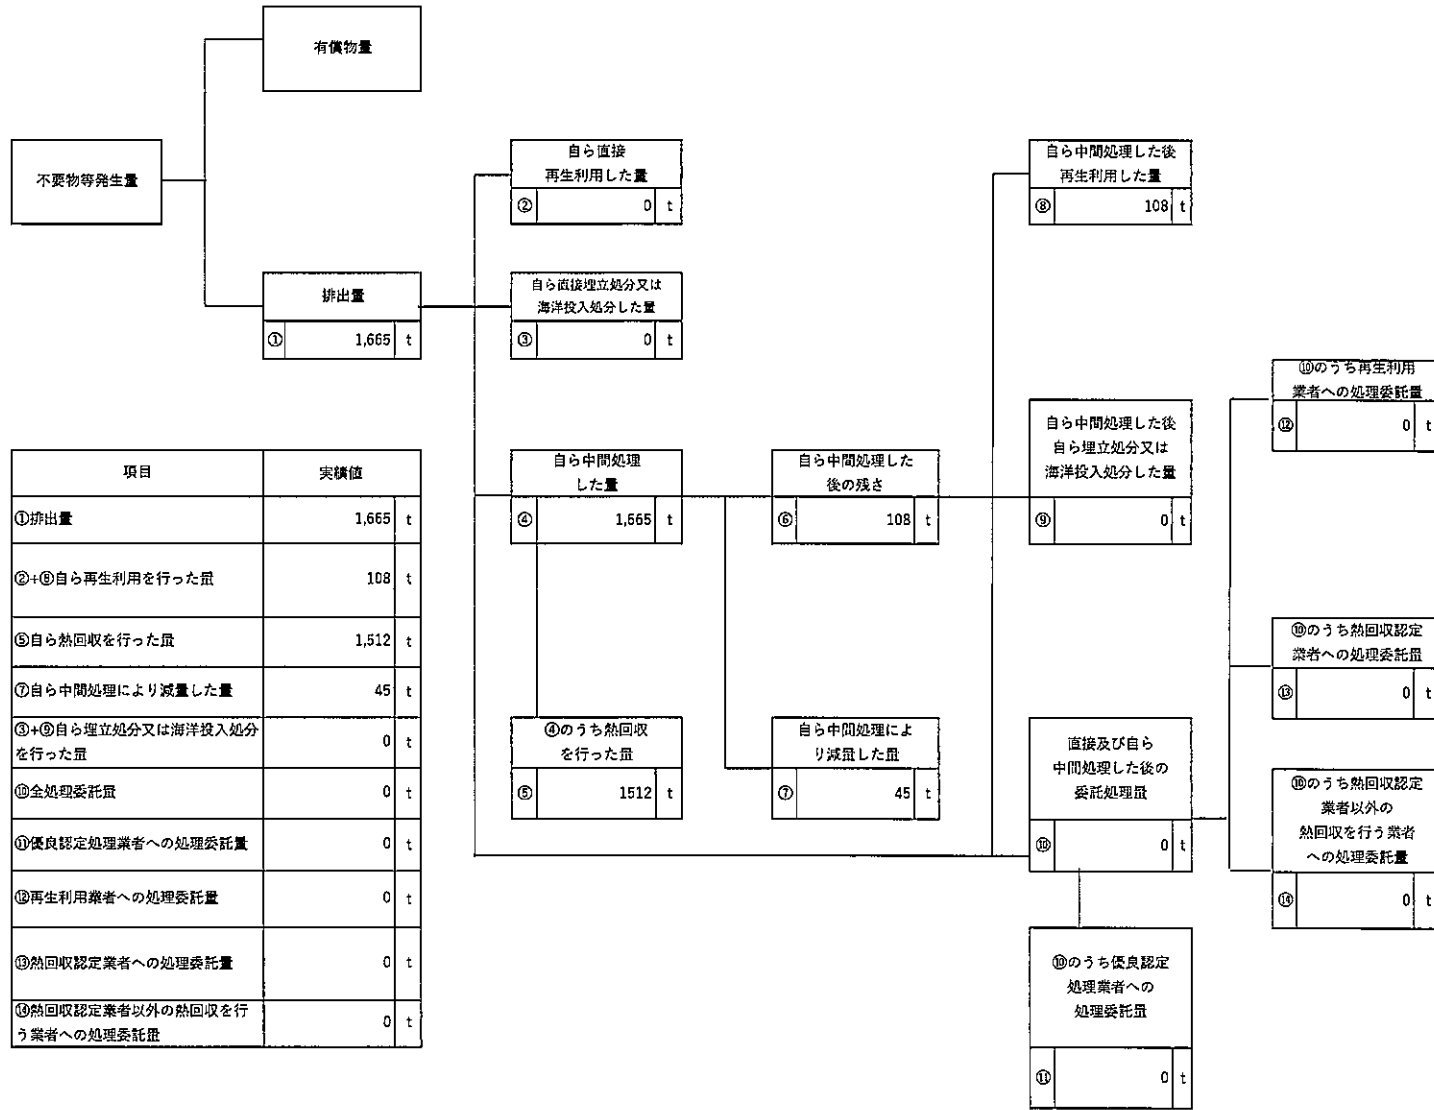 有償物量
不要物等発生量
排出量
① 1,665 t
自ら直接
再生利用した量
② 0 t
自ら直接埋立処分又は
海洋投入処分した量
③ 0 t
自ら中間処理
した量
④ 1,665 t
④のうち熱回収
を行った量
⑤ 1512 t
自ら中間処理した
後の残さ
⑥ 108 t
自ら中間処理によ
り減量した量
⑦ 45 t
自ら中間処理した後
再生利用した量
⑧ 108 t
自ら中間処理した後
自ら埋立処分又は
海洋投入処分した量
⑨ 0 t
直接及び自ら
中間処理した後の
委託処理量
⑩ 0 t
⑩のうち優良認定
処理業者への
処理委託量
⑪ 0 t
⑩のうち再生利用
業者への処理委託量
⑫ 0 t
⑩のうち熱回収認定
業者への処理委託量
⑬ 0 t
⑩のうち熱回収認定
業者以外の
熱回収を行う業者
への処理委託量
⑭ 0 t
項目 実績値
①排出量 1,665 t
②+⑧自ら再生利用を行った量 108 t
⑤自ら熱回収を行った量 1,512 t
⑦自ら中間処理により減量した量 45 t
③+⑨自ら埋立処分又は海洋投入処分
を行った量 0 t
⑩全処理委託量 0 t
⑪優良認定処理業者への処理委託量 0 t
⑫再生利用業者への処理委託量 0 t
⑬熱回収認定業者への処理委託量 0 t
⑭熱回収認定業者以外の熱回収を行
う業者への処理委託量 0 t